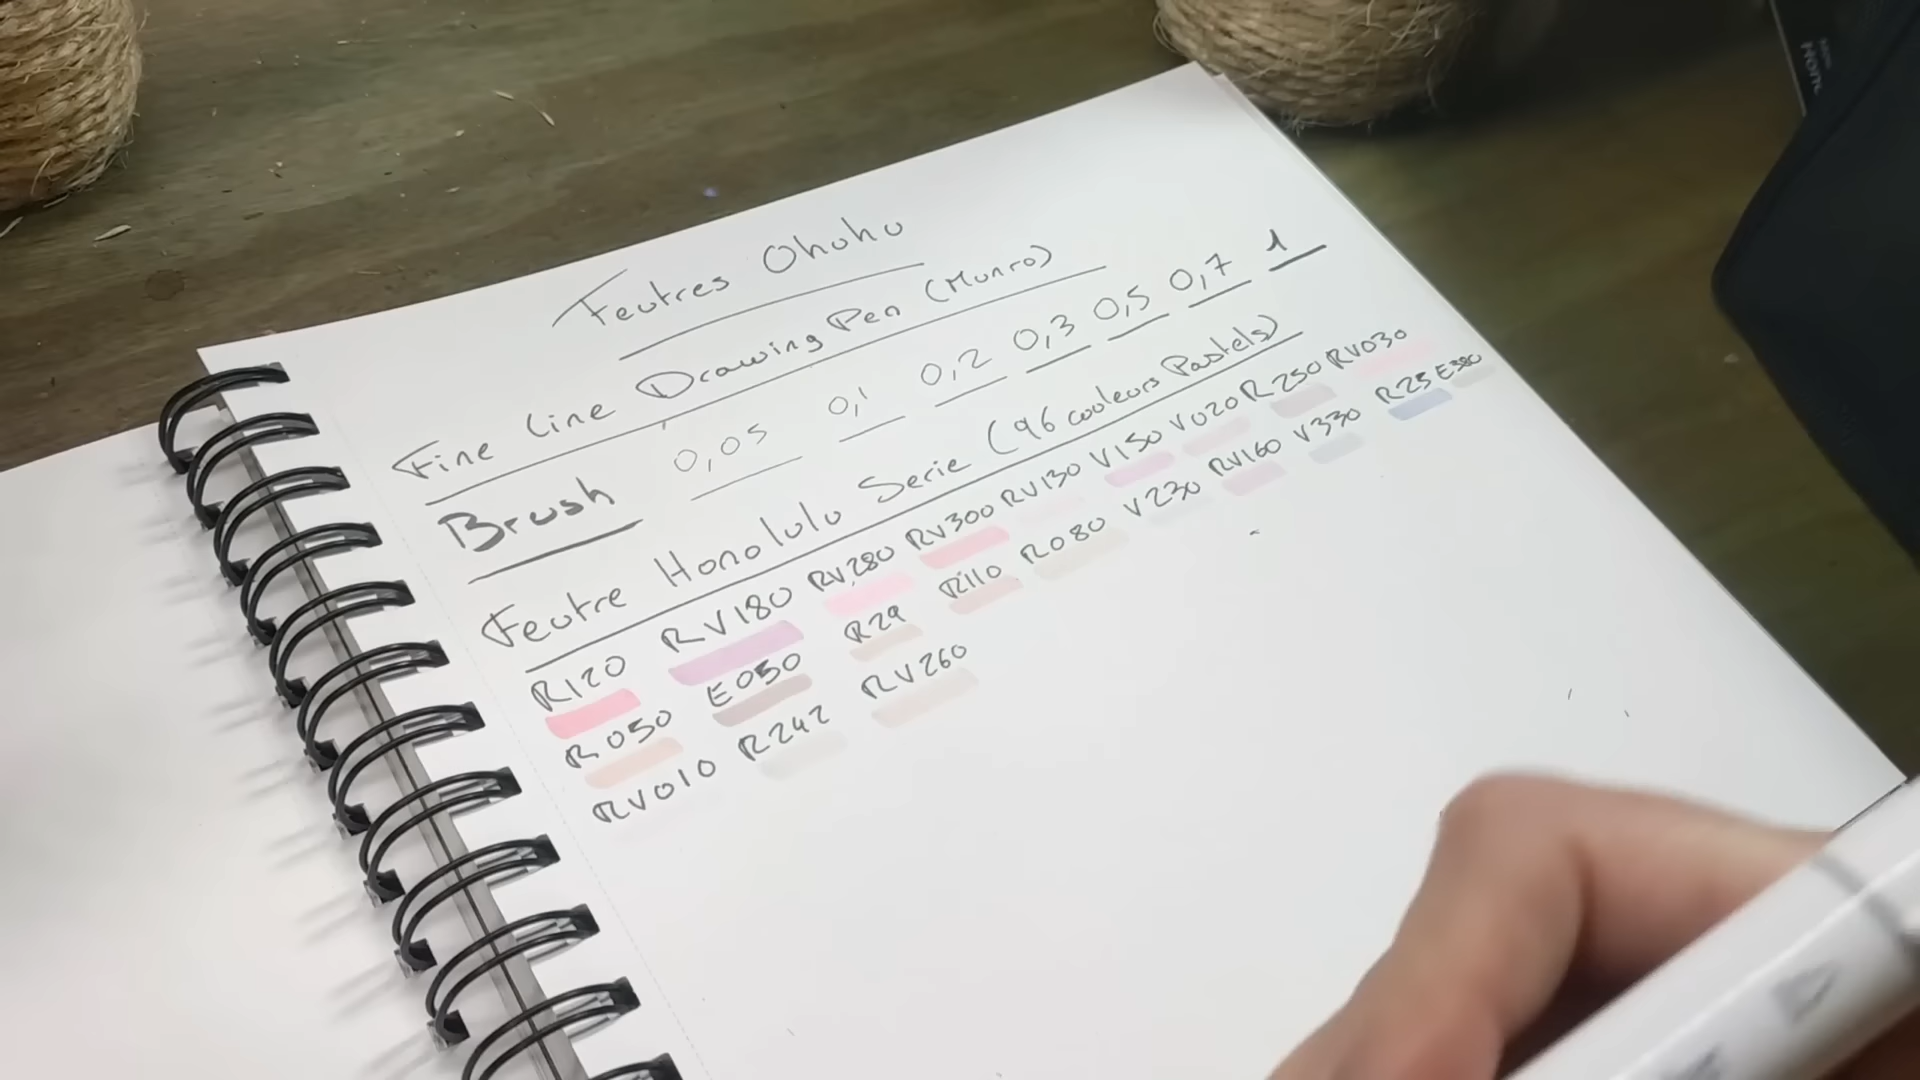 Feutres Ohuhu
Fine Line Drawing Pen (Munro)
Brush 0,05 0,1 0,2 0,3 0,5 0,7 1
Feutre Honolulu Serie (96 couleurs Pastels)
R120 RV180 RV280 RV300 RV130 V150 V020 R250 RV030
R050 E050 R29 R110 R080 V230 RV160 V330 R25 E380
RV010 R242 RV260